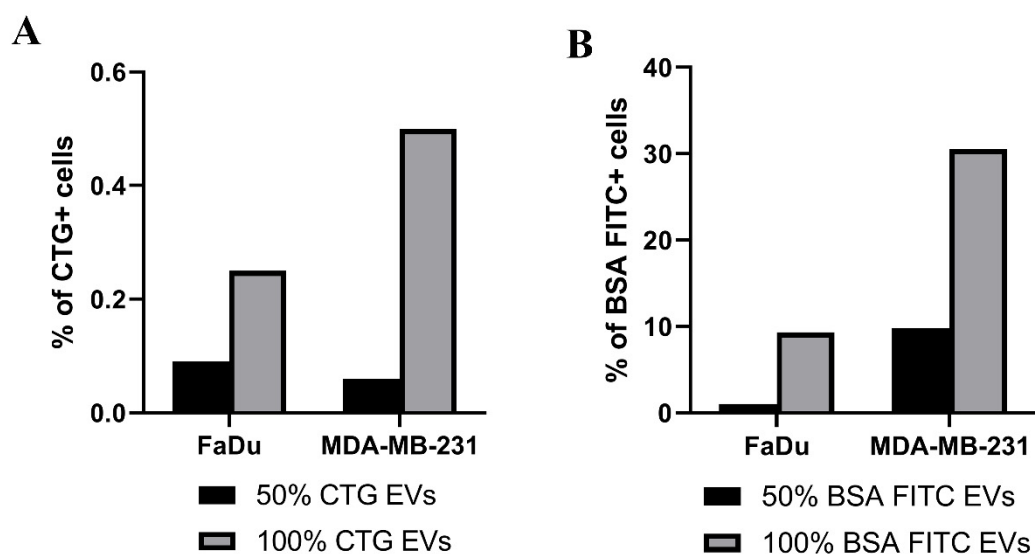 A
% of CTG+ cells
0.6
0.4
0.2
0.0
FaDu
MDA-MB-231
50% CTG EVs
100% CTG EVs
B
% of BSA FITC+ cells
40
30
20
10
0
FaDu
MDA-MB-231
50% BSA FITC EVs
100% BSA FITC EVs